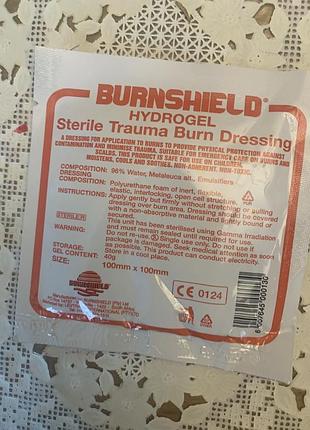 BURNSHIELD®
HYDROGEL
Sterile Trauma Burn Dressing
A DRESSING FOR APPLICATION TO BURNS TO PROVIDE PHYSICAL PROTECTION AGAINST
CONTAMINATION AND MINIMISE TRAUMA. SUITABLE FOR EMERGENCY CARE ON BURNS AND
SCALDS. THIS PRODUCT IS SAFE FOR USE ON CHILDREN.
MOISTENS, COOLS AND SOOTHES. NON-ADHERENT. NON-TOXIC.
COMPOSITION: 96% Water, Melaleuca alt., Emulsifiers
DRESSING
COMPOSITION: Polyurethane foam of inert, flexible,
elastic, interlocking, open cell structure.
INSTRUCTIONS: Apply gently but firmly without stretching or pulling
dressing over burn area. Dressing should be covered
with a non-absorptive material and lightly bound or
secured.
STERILE R This unit has been sterilised using Gamma Irradiation
and must remain sealed until required for use.
WARNING: Do not re-use. Single use only. Do not use if
package is damaged. Seek medical attention as soon as
possible. This product can conduct electricity.
STORAGE: Store in a cool place.
GEL CONTENT: 40g
SIZE: 100mm x 100mm
CE 0124
BURNSHIELD
BURNSHIELD (Pty) Ltd